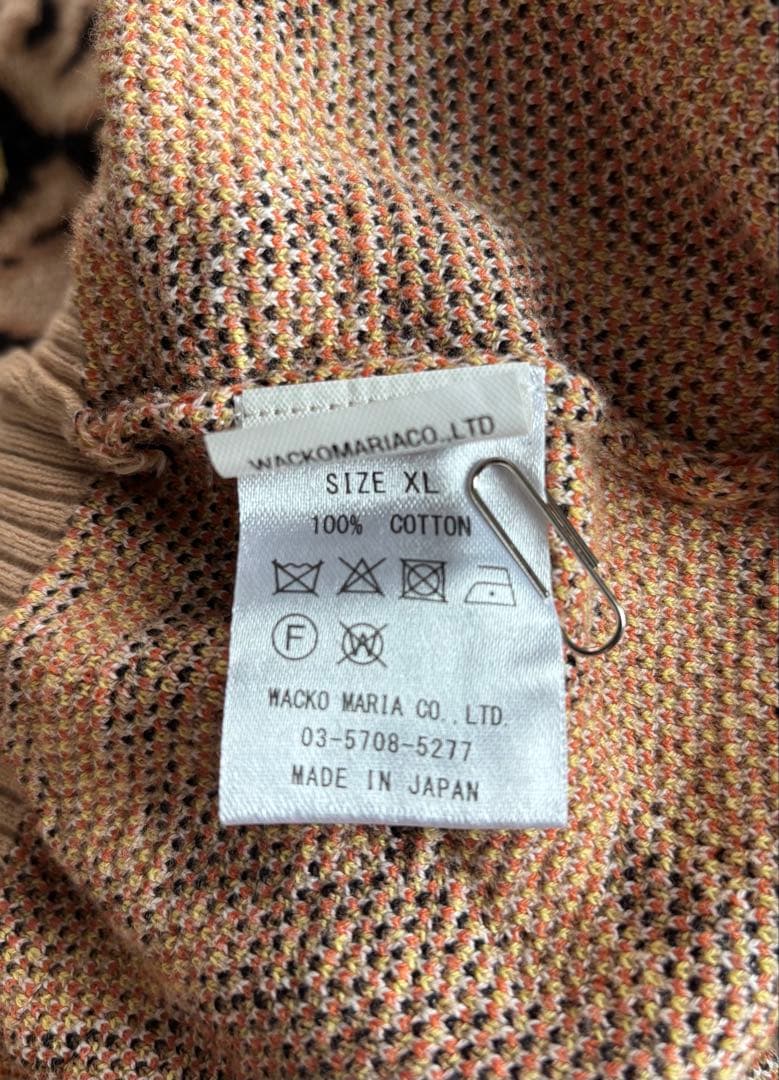 WACKOMARIACO.,LTD
SIZE XL
100% COTTON
F W
WACKO MARIA CO.,LTD.
03-5708-5277
MADE IN JAPAN